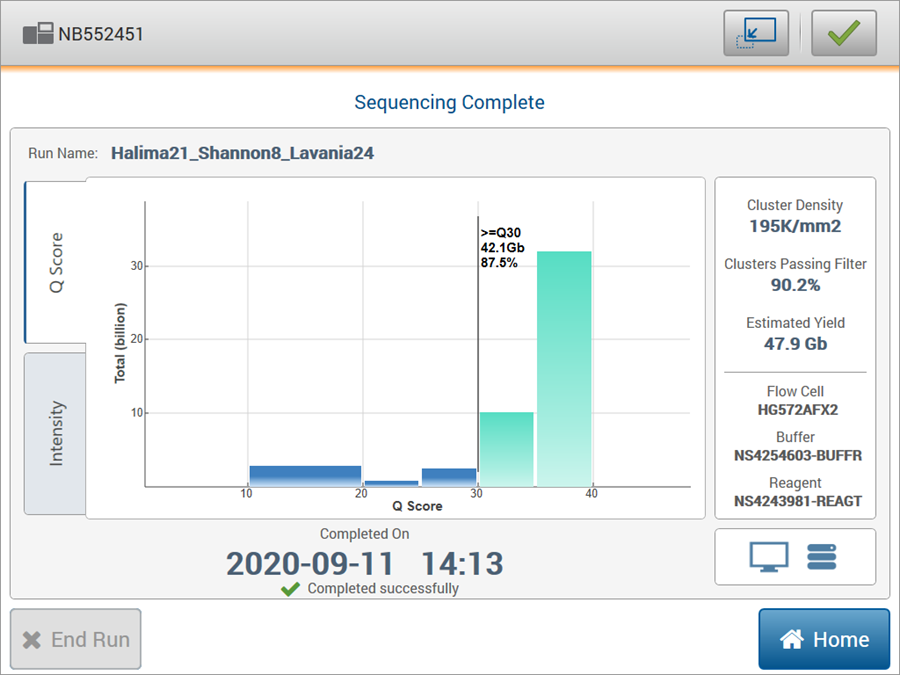 NB552451
Sequencing Complete
Run Name: Halima21_Shannon8_Lavania24
Q Score
Intensity
Total (billion)
30
20
10
>=Q30
42.1Gb
87.5%
10 20 30 40
Q Score
Cluster Density
195K/mm2
Clusters Passing Filter
90.2%
Estimated Yield
47.9 Gb
Flow Cell
HG572AFX2
Buffer
NS4254603-BUFFR
Reagent
NS4243981-REAGT
Completed On
2020-09-11 14:13
Completed successfully
End Run
Home